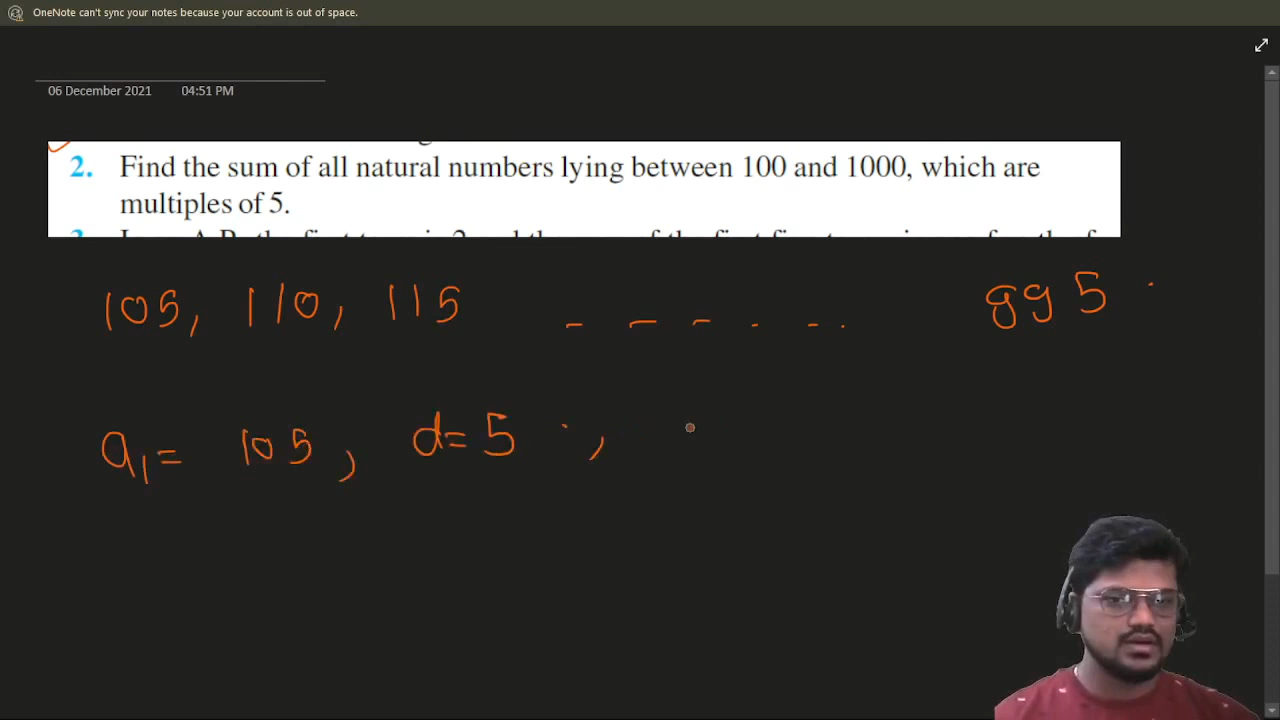 OneNote can't sync your notes because your account is out of space.
06 December 2021 04:51 PM
2. Find the sum of all natural numbers lying between 100 and 1000, which are
multiples of 5.
105, 110, 115 - - - - - . 995 .
a₁= 105, d=5 . ,